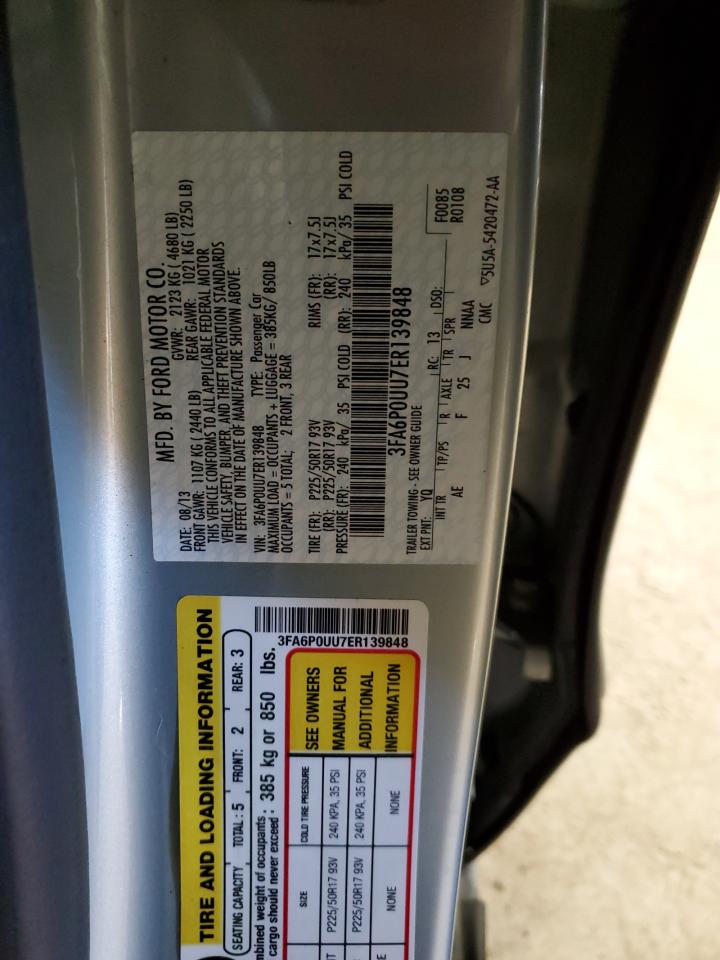 MFD. BY FORD MOTOR CO.
DATE: 08/13 GVWR: 2123 KG ( 4680 LB)
FRONT GAWR: 1107 KG ( 2440 LB) REAR GAWR: 1021 KG ( 2250 LB)
THIS VEHICLE CONFORMS TO ALL APPLICABLE FEDERAL MOTOR
VEHICLE SAFETY, BUMPER, AND THEFT PREVENTION STANDARDS
IN EFFECT ON THE DATE OF MANUFACTURE SHOWN ABOVE.
VIN: 3FA6P0UU7ER139848 TYPE: Passenger Car
MAXIMUM LOAD = OCCUPANTS + LUGGAGE = 385KG/ 850LB
OCCUPANTS = 5 TOTAL; 2 FRONT, 3 REAR
TIRE (FR): P225/50R17 93V RIMS (FR): 17x7.5J
(RR): P225/50R17 93V (RR): 17x7.5J
PRESSURE (FR): 240 kPa/ 35 PSI COLD (RR): 240 kPa/ 35 PSI COLD
3FA6P0UU7ER139848
TRAILER TOWING - SEE OWNER GUIDE F0085
EXT PNT: YQ RC: 13 DSO: R0108
INT TR TP/PS R AXLE TR SPR
AE F 25 J NNAA
CMC ▽5U5A-5420472-AA
TIRE AND LOADING INFORMATION
SEATING CAPACITY TOTAL: 5 FRONT: 2 REAR: 3
mbined weight of occupants
cargo should never exceed: 385 kg or 850 lbs.
3FA6P0UU7ER139848
SIZE COLD TIRE PRESSURE SEE OWNERS
P225/50R17 93V 240 KPA, 35 PSI MANUAL FOR
P225/50R17 93V 240 KPA, 35 PSI ADDITIONAL
NONE NONE INFORMATION